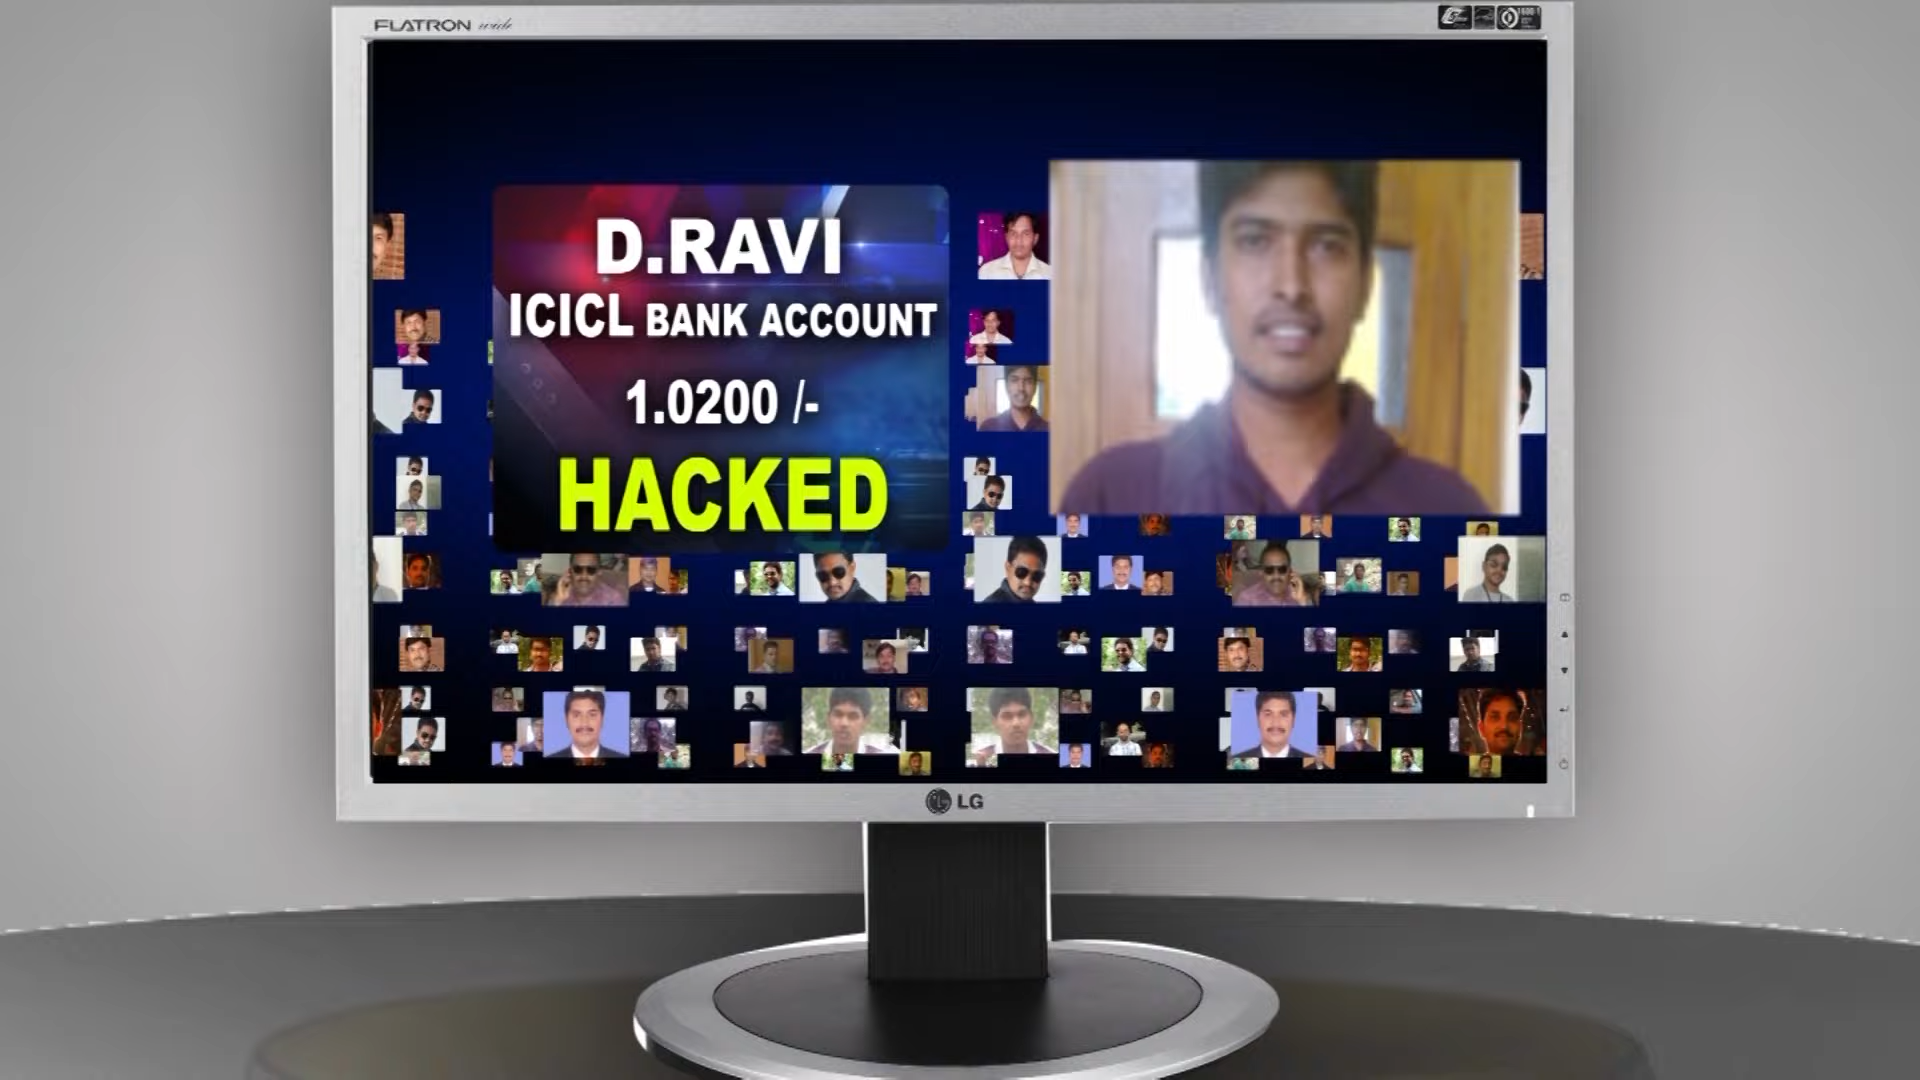 FLATRON wide
D.RAVI
ICICL BANK ACCOUNT
1.0200 /-
HACKED
LG